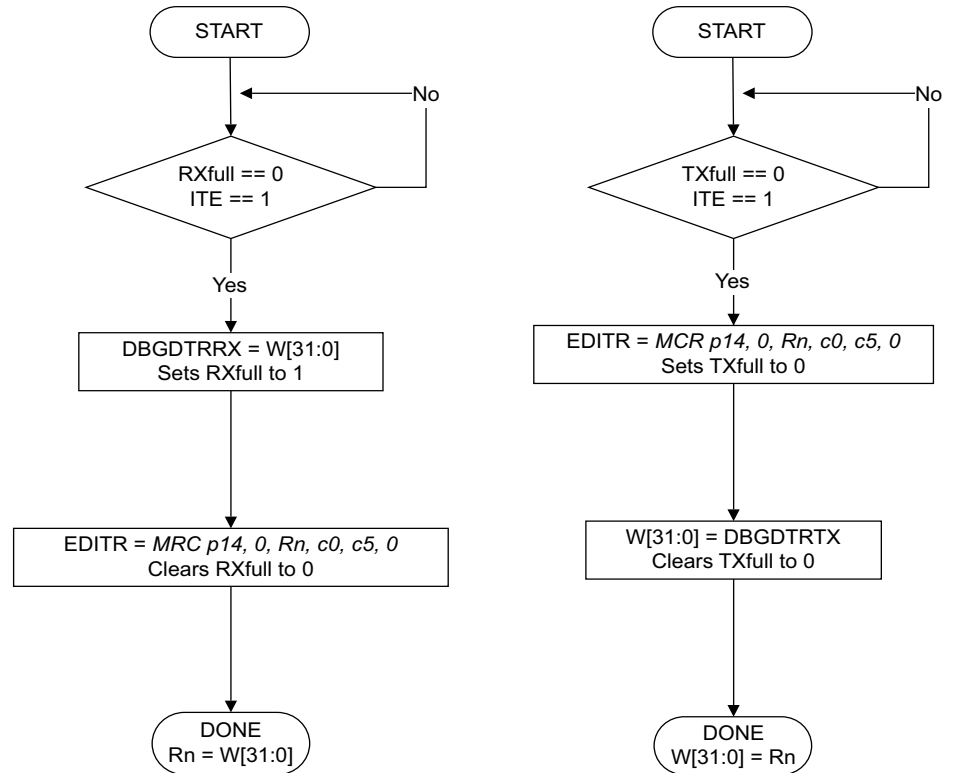 START
No
RXfull == 0
ITE == 1
Yes
DBGDTRRX = W[31:0]
Sets RXfull to 1
EDITR = MRC p14, 0, Rn, c0, c5, 0
Clears RXfull to 0
DONE
Rn = W[31:0]
START
No
TXfull == 0
ITE == 1
Yes
EDITR = MCR p14, 0, Rn, c0, c5, 0
Sets TXfull to 0
W[31:0] = DBGDTRTX
Clears TXfull to 0
DONE
W[31:0] = Rn